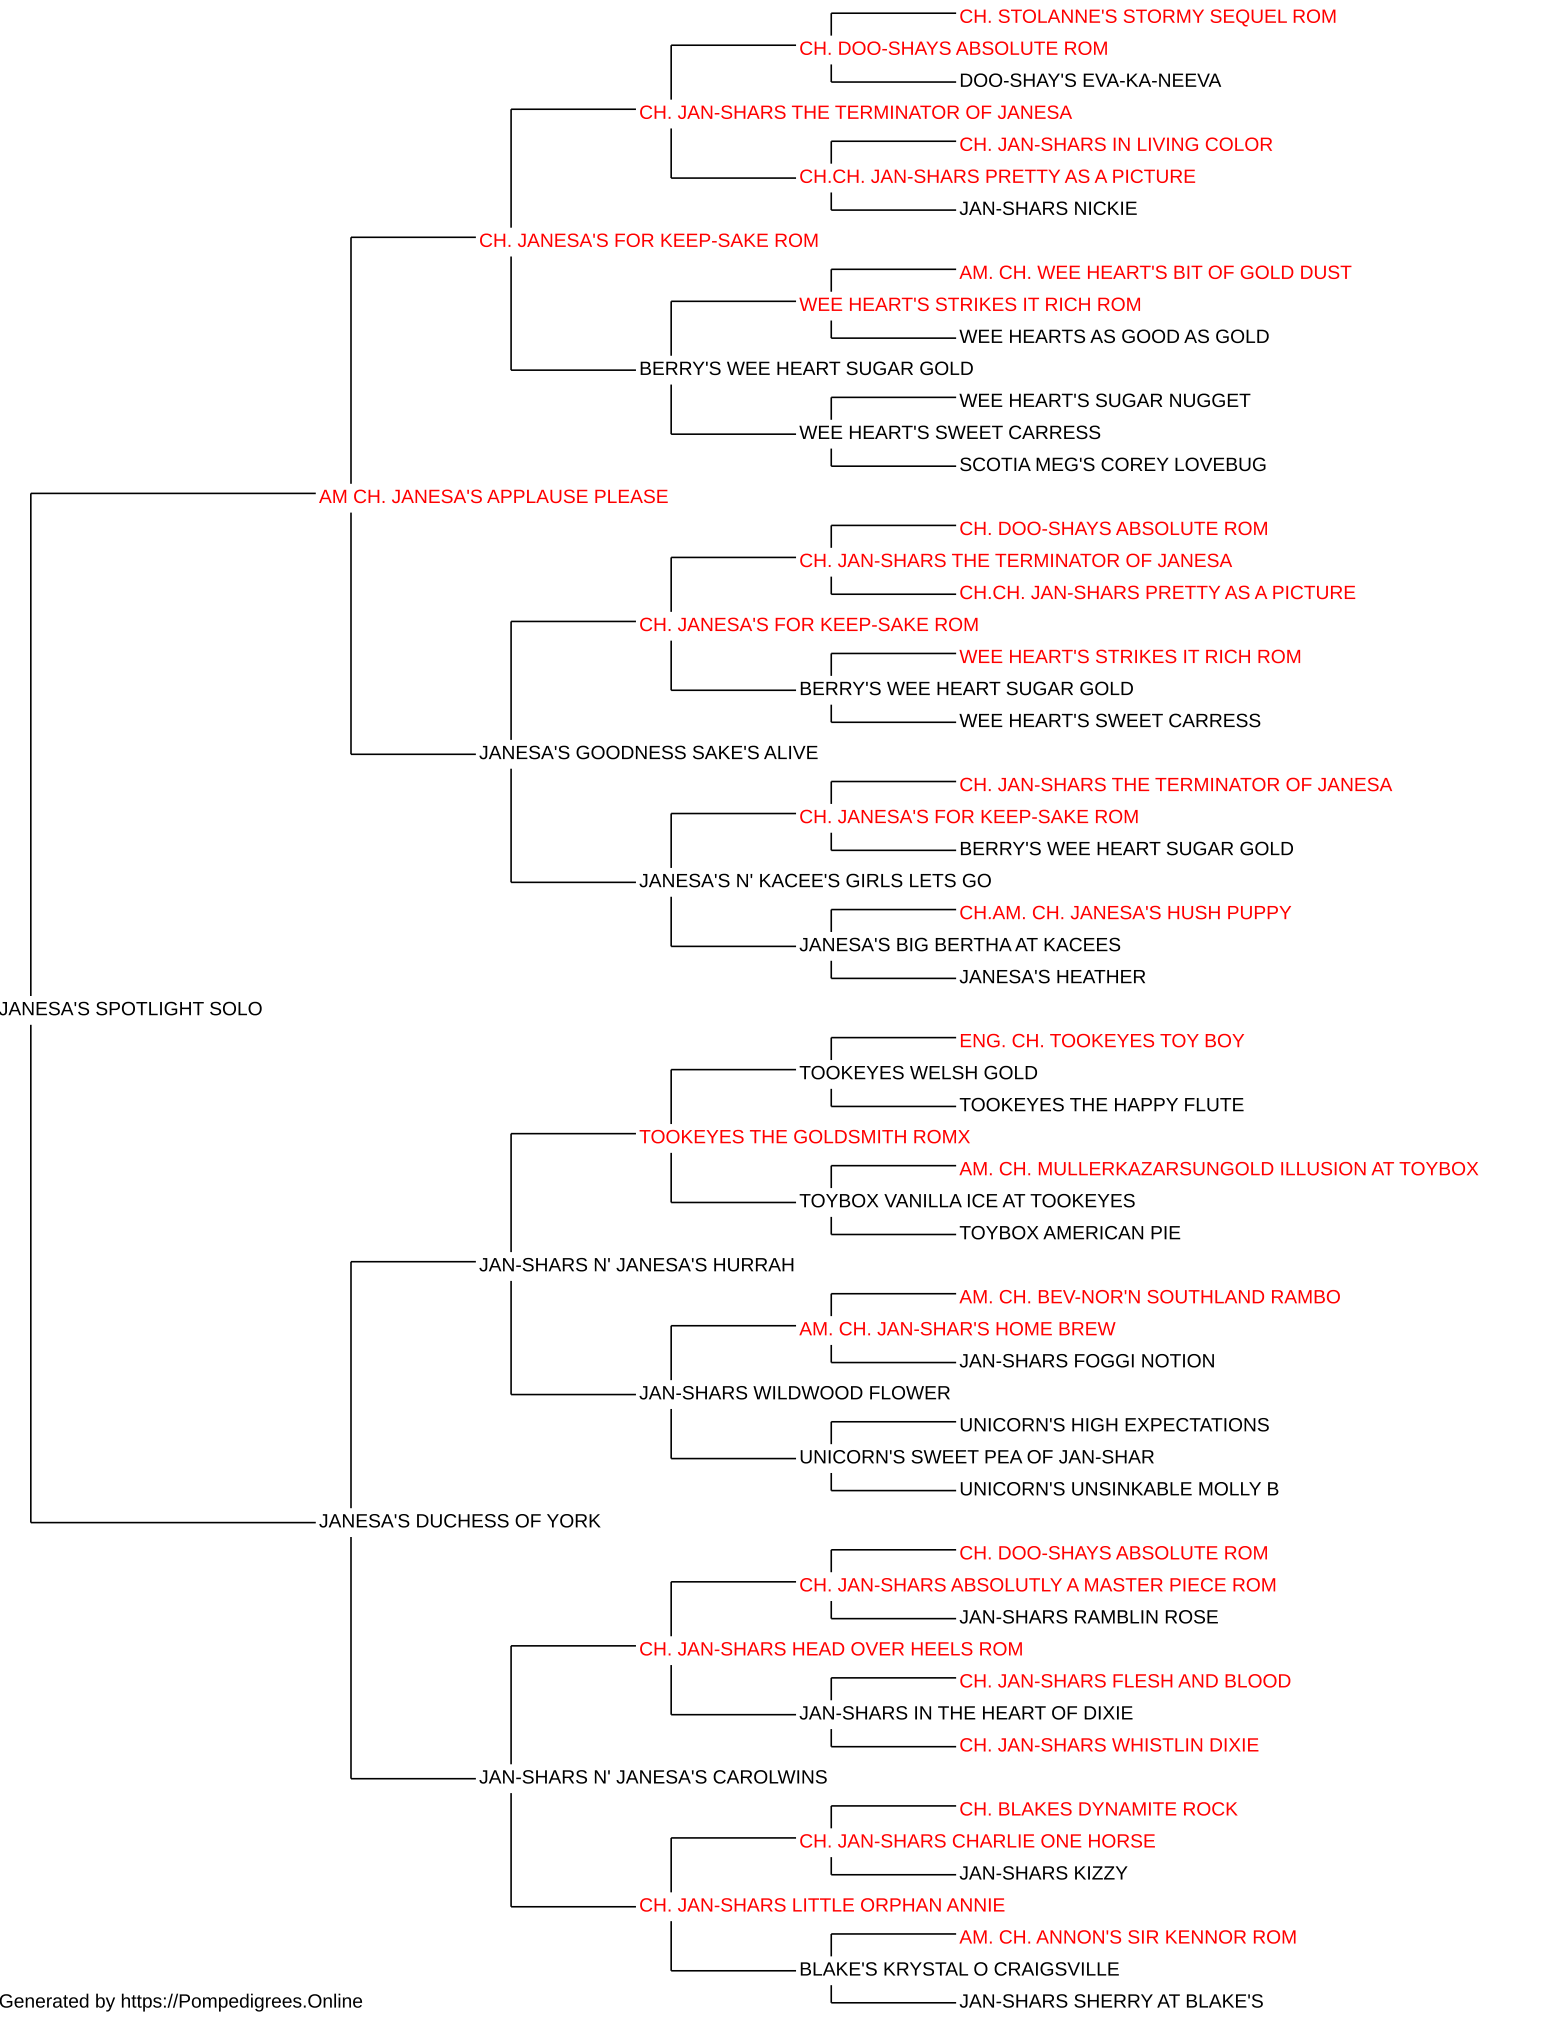 CH. STOLANNE'S STORMY SEQUEL ROM
CH. DOO-SHAYS ABSOLUTE ROM
DOO-SHAY'S EVA-KA-NEEVA
CH. JAN-SHARS THE TERMINATOR OF JANESA
CH. JAN-SHARS IN LIVING COLOR
CH.CH. JAN-SHARS PRETTY AS A PICTURE
JAN-SHARS NICKIE
CH. JANESA'S FOR KEEP-SAKE ROM
AM. CH. WEE HEART'S BIT OF GOLD DUST
WEE HEART'S STRIKES IT RICH ROM
WEE HEARTS AS GOOD AS GOLD
BERRY'S WEE HEART SUGAR GOLD
WEE HEART'S SUGAR NUGGET
WEE HEART'S SWEET CARRESS
SCOTIA MEG'S COREY LOVEBUG
AM CH. JANESA'S APPLAUSE PLEASE
CH. DOO-SHAYS ABSOLUTE ROM
CH. JAN-SHARS THE TERMINATOR OF JANESA
CH.CH. JAN-SHARS PRETTY AS A PICTURE
CH. JANESA'S FOR KEEP-SAKE ROM
WEE HEART'S STRIKES IT RICH ROM
BERRY'S WEE HEART SUGAR GOLD
WEE HEART'S SWEET CARRESS
JANESA'S GOODNESS SAKE'S ALIVE
CH. JAN-SHARS THE TERMINATOR OF JANESA
CH. JANESA'S FOR KEEP-SAKE ROM
BERRY'S WEE HEART SUGAR GOLD
JANESA'S N' KACEE'S GIRLS LETS GO
CH.AM. CH. JANESA'S HUSH PUPPY
JANESA'S BIG BERTHA AT KACEES
JANESA'S HEATHER
JANESA'S SPOTLIGHT SOLO
ENG. CH. TOOKEYES TOY BOY
TOOKEYES WELSH GOLD
TOOKEYES THE HAPPY FLUTE
TOOKEYES THE GOLDSMITH ROMX
AM. CH. MULLERKAZARSUNGOLD ILLUSION AT TOYBOX
TOYBOX VANILLA ICE AT TOOKEYES
TOYBOX AMERICAN PIE
JAN-SHARS N' JANESA'S HURRAH
AM. CH. BEV-NOR'N SOUTHLAND RAMBO
AM. CH. JAN-SHAR'S HOME BREW
JAN-SHARS FOGGI NOTION
JAN-SHARS WILDWOOD FLOWER
UNICORN'S HIGH EXPECTATIONS
UNICORN'S SWEET PEA OF JAN-SHAR
UNICORN'S UNSINKABLE MOLLY B
JANESA'S DUCHESS OF YORK
CH. DOO-SHAYS ABSOLUTE ROM
CH. JAN-SHARS ABSOLUTLY A MASTER PIECE ROM
JAN-SHARS RAMBLIN ROSE
CH. JAN-SHARS HEAD OVER HEELS ROM
CH. JAN-SHARS FLESH AND BLOOD
JAN-SHARS IN THE HEART OF DIXIE
CH. JAN-SHARS WHISTLIN DIXIE
JAN-SHARS N' JANESA'S CAROLWINS
CH. BLAKES DYNAMITE ROCK
CH. JAN-SHARS CHARLIE ONE HORSE
JAN-SHARS KIZZY
CH. JAN-SHARS LITTLE ORPHAN ANNIE
AM. CH. ANNON'S SIR KENNOR ROM
BLAKE'S KRYSTAL O CRAIGSVILLE
JAN-SHARS SHERRY AT BLAKE'S
Generated by https://Pompedigrees.Online